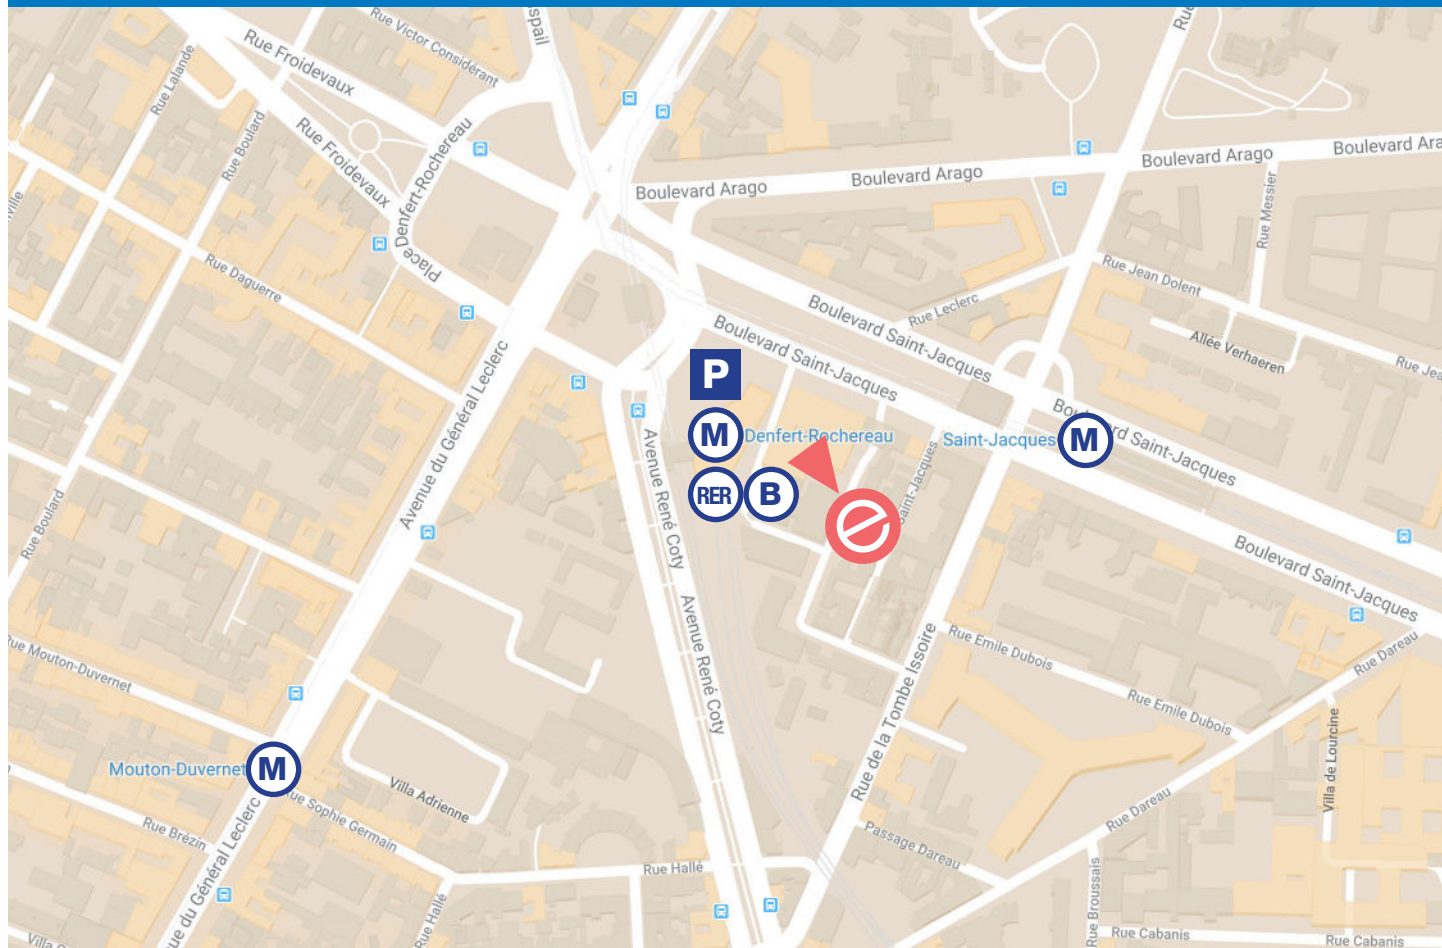 spail
Rue Victor Considérant
Rue
Rue Froidevaux
Rue Lalande
Rue Boulard
Rue Froidevaux
Place Denfert-Rochereau
Boulevard Arago
Boulevard Arago
Boulevard Arago
Boulevard Ara
Rue Messier
ville
Rue Daguerre
Rue Jean Dolent
Rue Leclerc
Boulevard Saint-Jacques
Boulevard Saint-Jacques
Allée Verhaeren
Rue Jea
Avenue du Général Leclerc
P
M
Denfert-Rochereau
Saint-Jacques
M
Boulevard Saint-Jacques
RER
B
Saint-Jacques
Avenue René Coty
Rue Boulard
Boulevard Saint-Jacques
Avenue René Coty
Rue Mouton-Duvernet
Rue Emile Dubois
Rue Emile Dubois
Rue Dareau
Rue de la Tombe Issoire
Villa de Lourcine
Mouton-Duvernet
M
Villa Adrienne
Rue Sophie Germain
Rue Brézin
Rue Dareau
Passage Dareau
Rue Hallé
Rue Hallé
ue du Général Leclerc
Rue Broussais
Rue Cabanis
Rue Cabanis